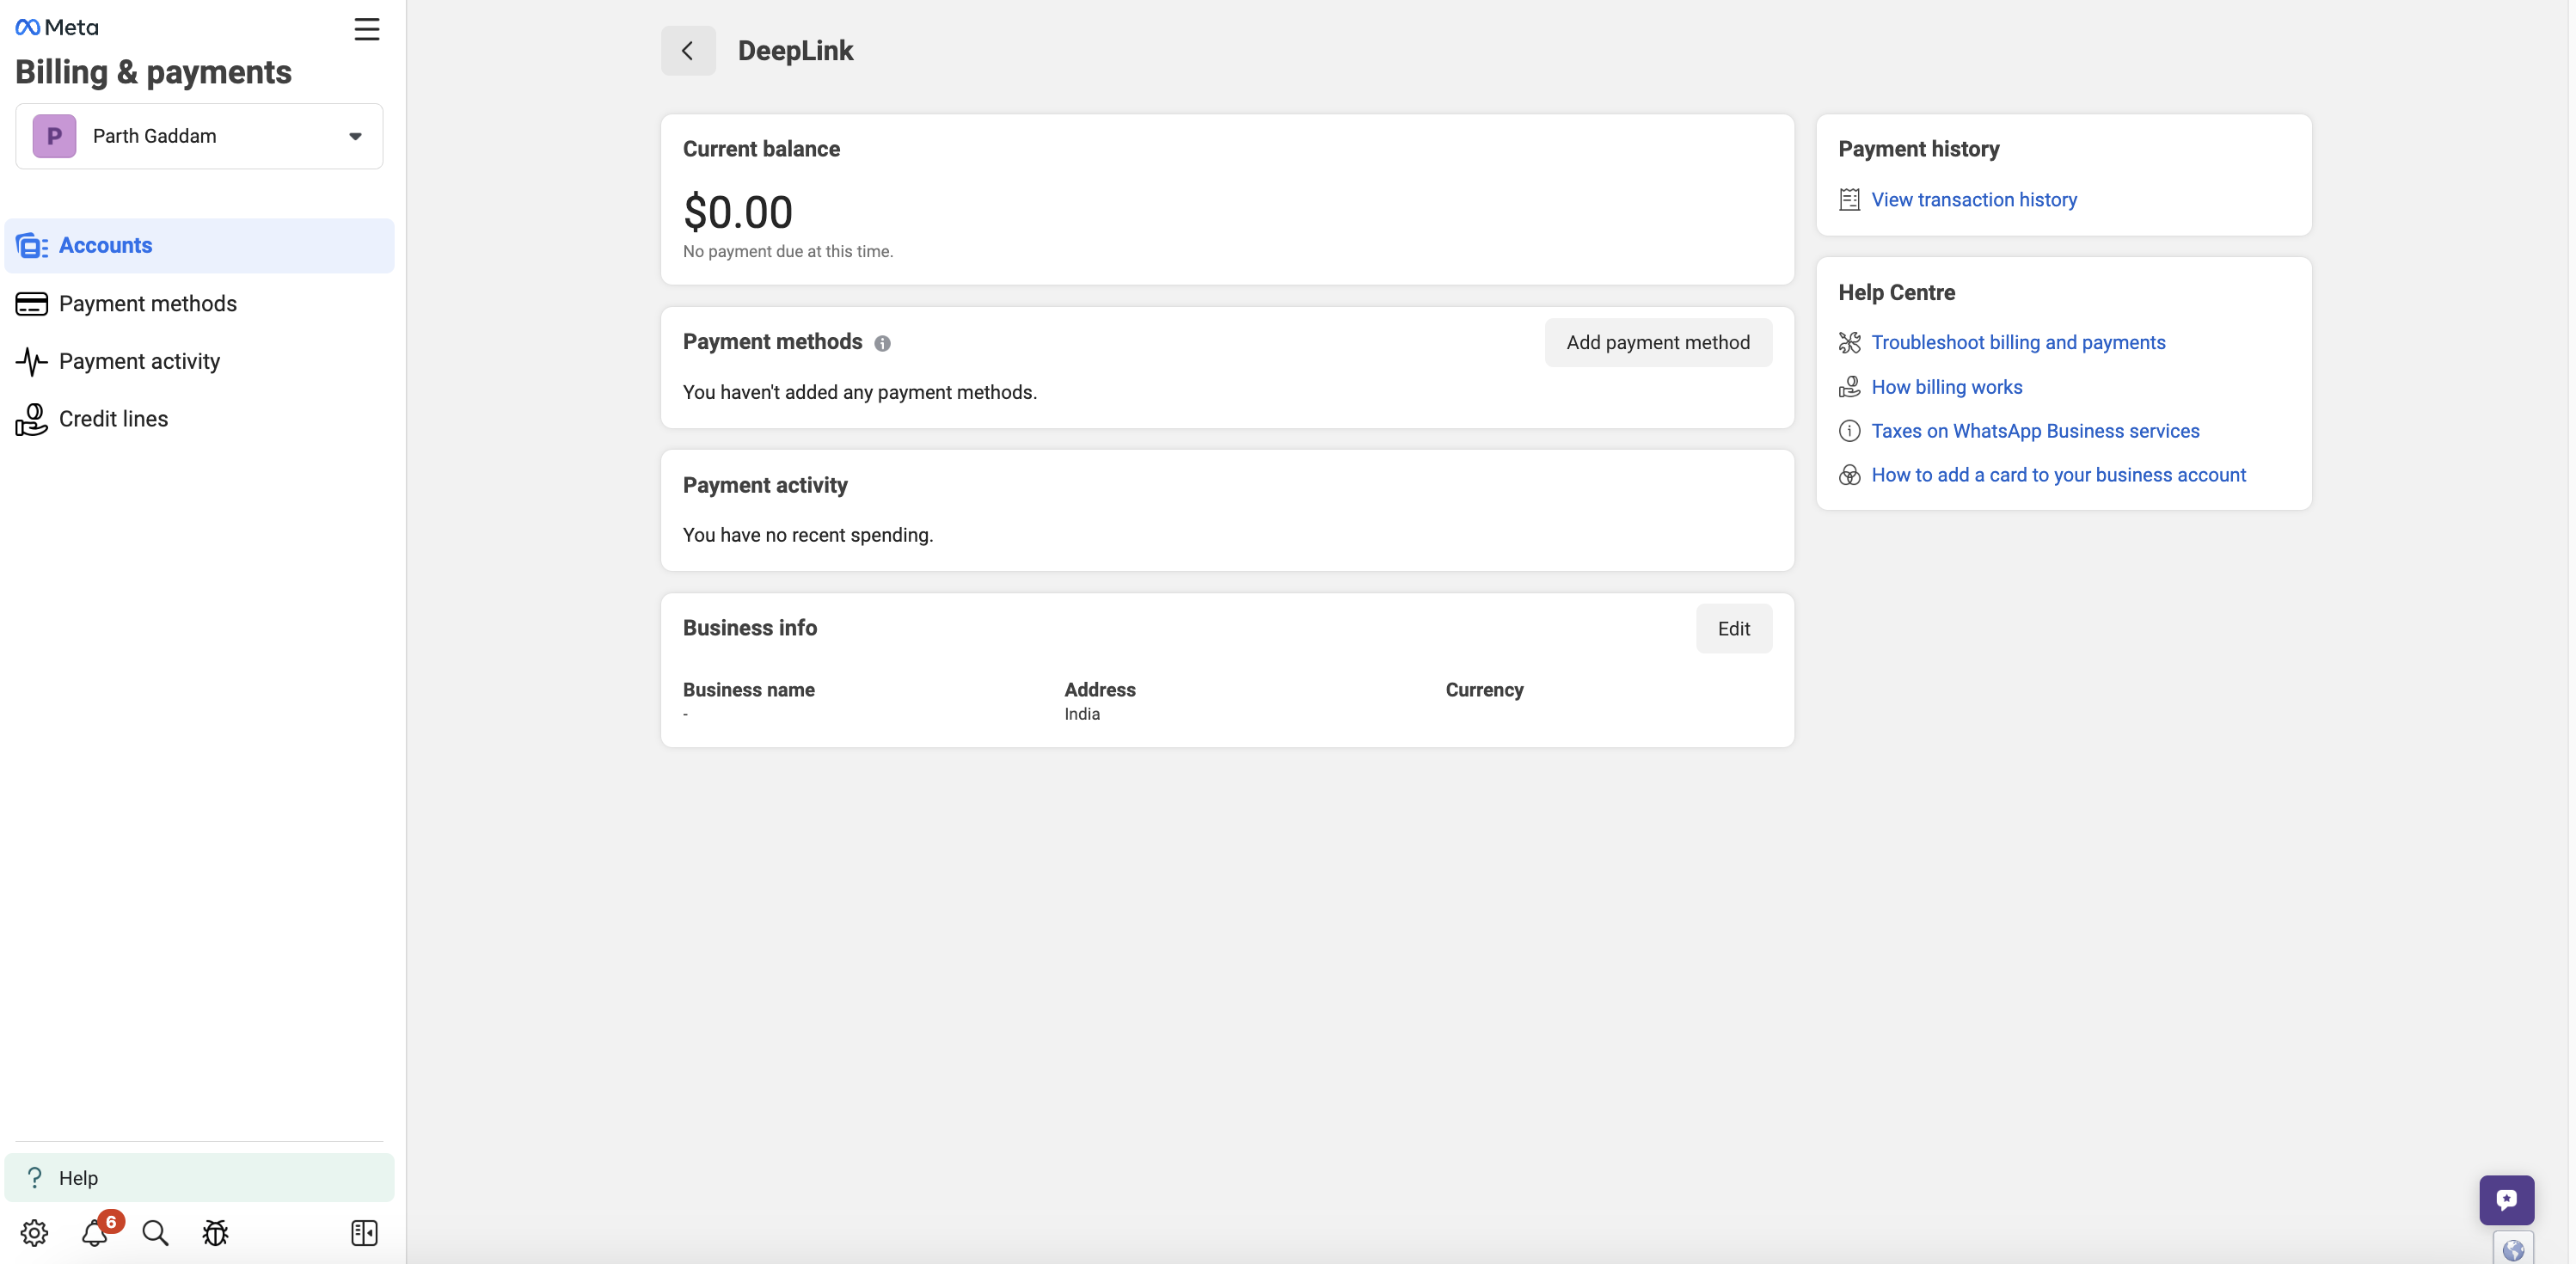 Meta
Billing & payments
P
Parth Gaddam
Accounts
Payment methods
Payment activity
Credit lines
Help
6
DeepLink
Current balance
$0.00
No payment due at this time.
Payment methods
Add payment method
You haven't added any payment methods.
Payment activity
You have no recent spending.
Business info
Edit
Business name
-
Address
India
Currency
Payment history
View transaction history
Help Centre
Troubleshoot billing and payments
How billing works
Taxes on WhatsApp Business services
How to add a card to your business account